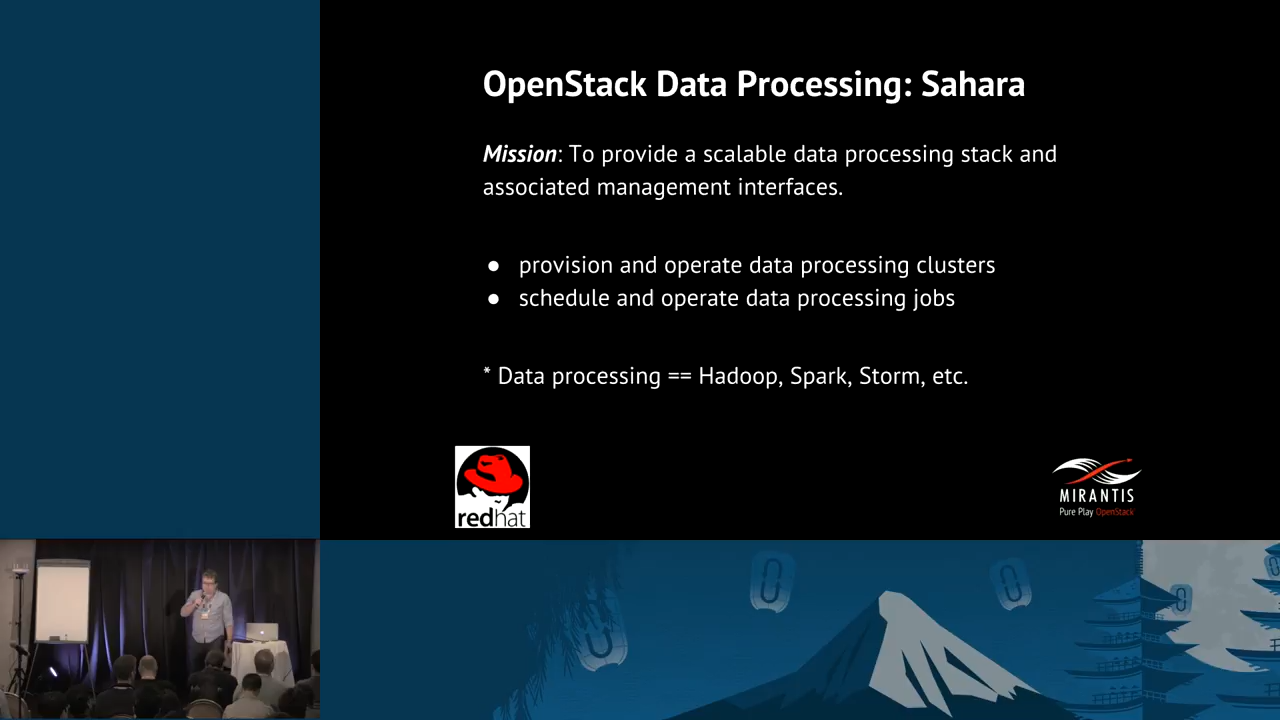 OpenStack Data Processing: Sahara
Mission: To provide a scalable data processing stack and
associated management interfaces.
● provision and operate data processing clusters
● schedule and operate data processing jobs
* Data processing == Hadoop, Spark, Storm, etc.
redhat
MIRANTIS
Pure Play OpenStack